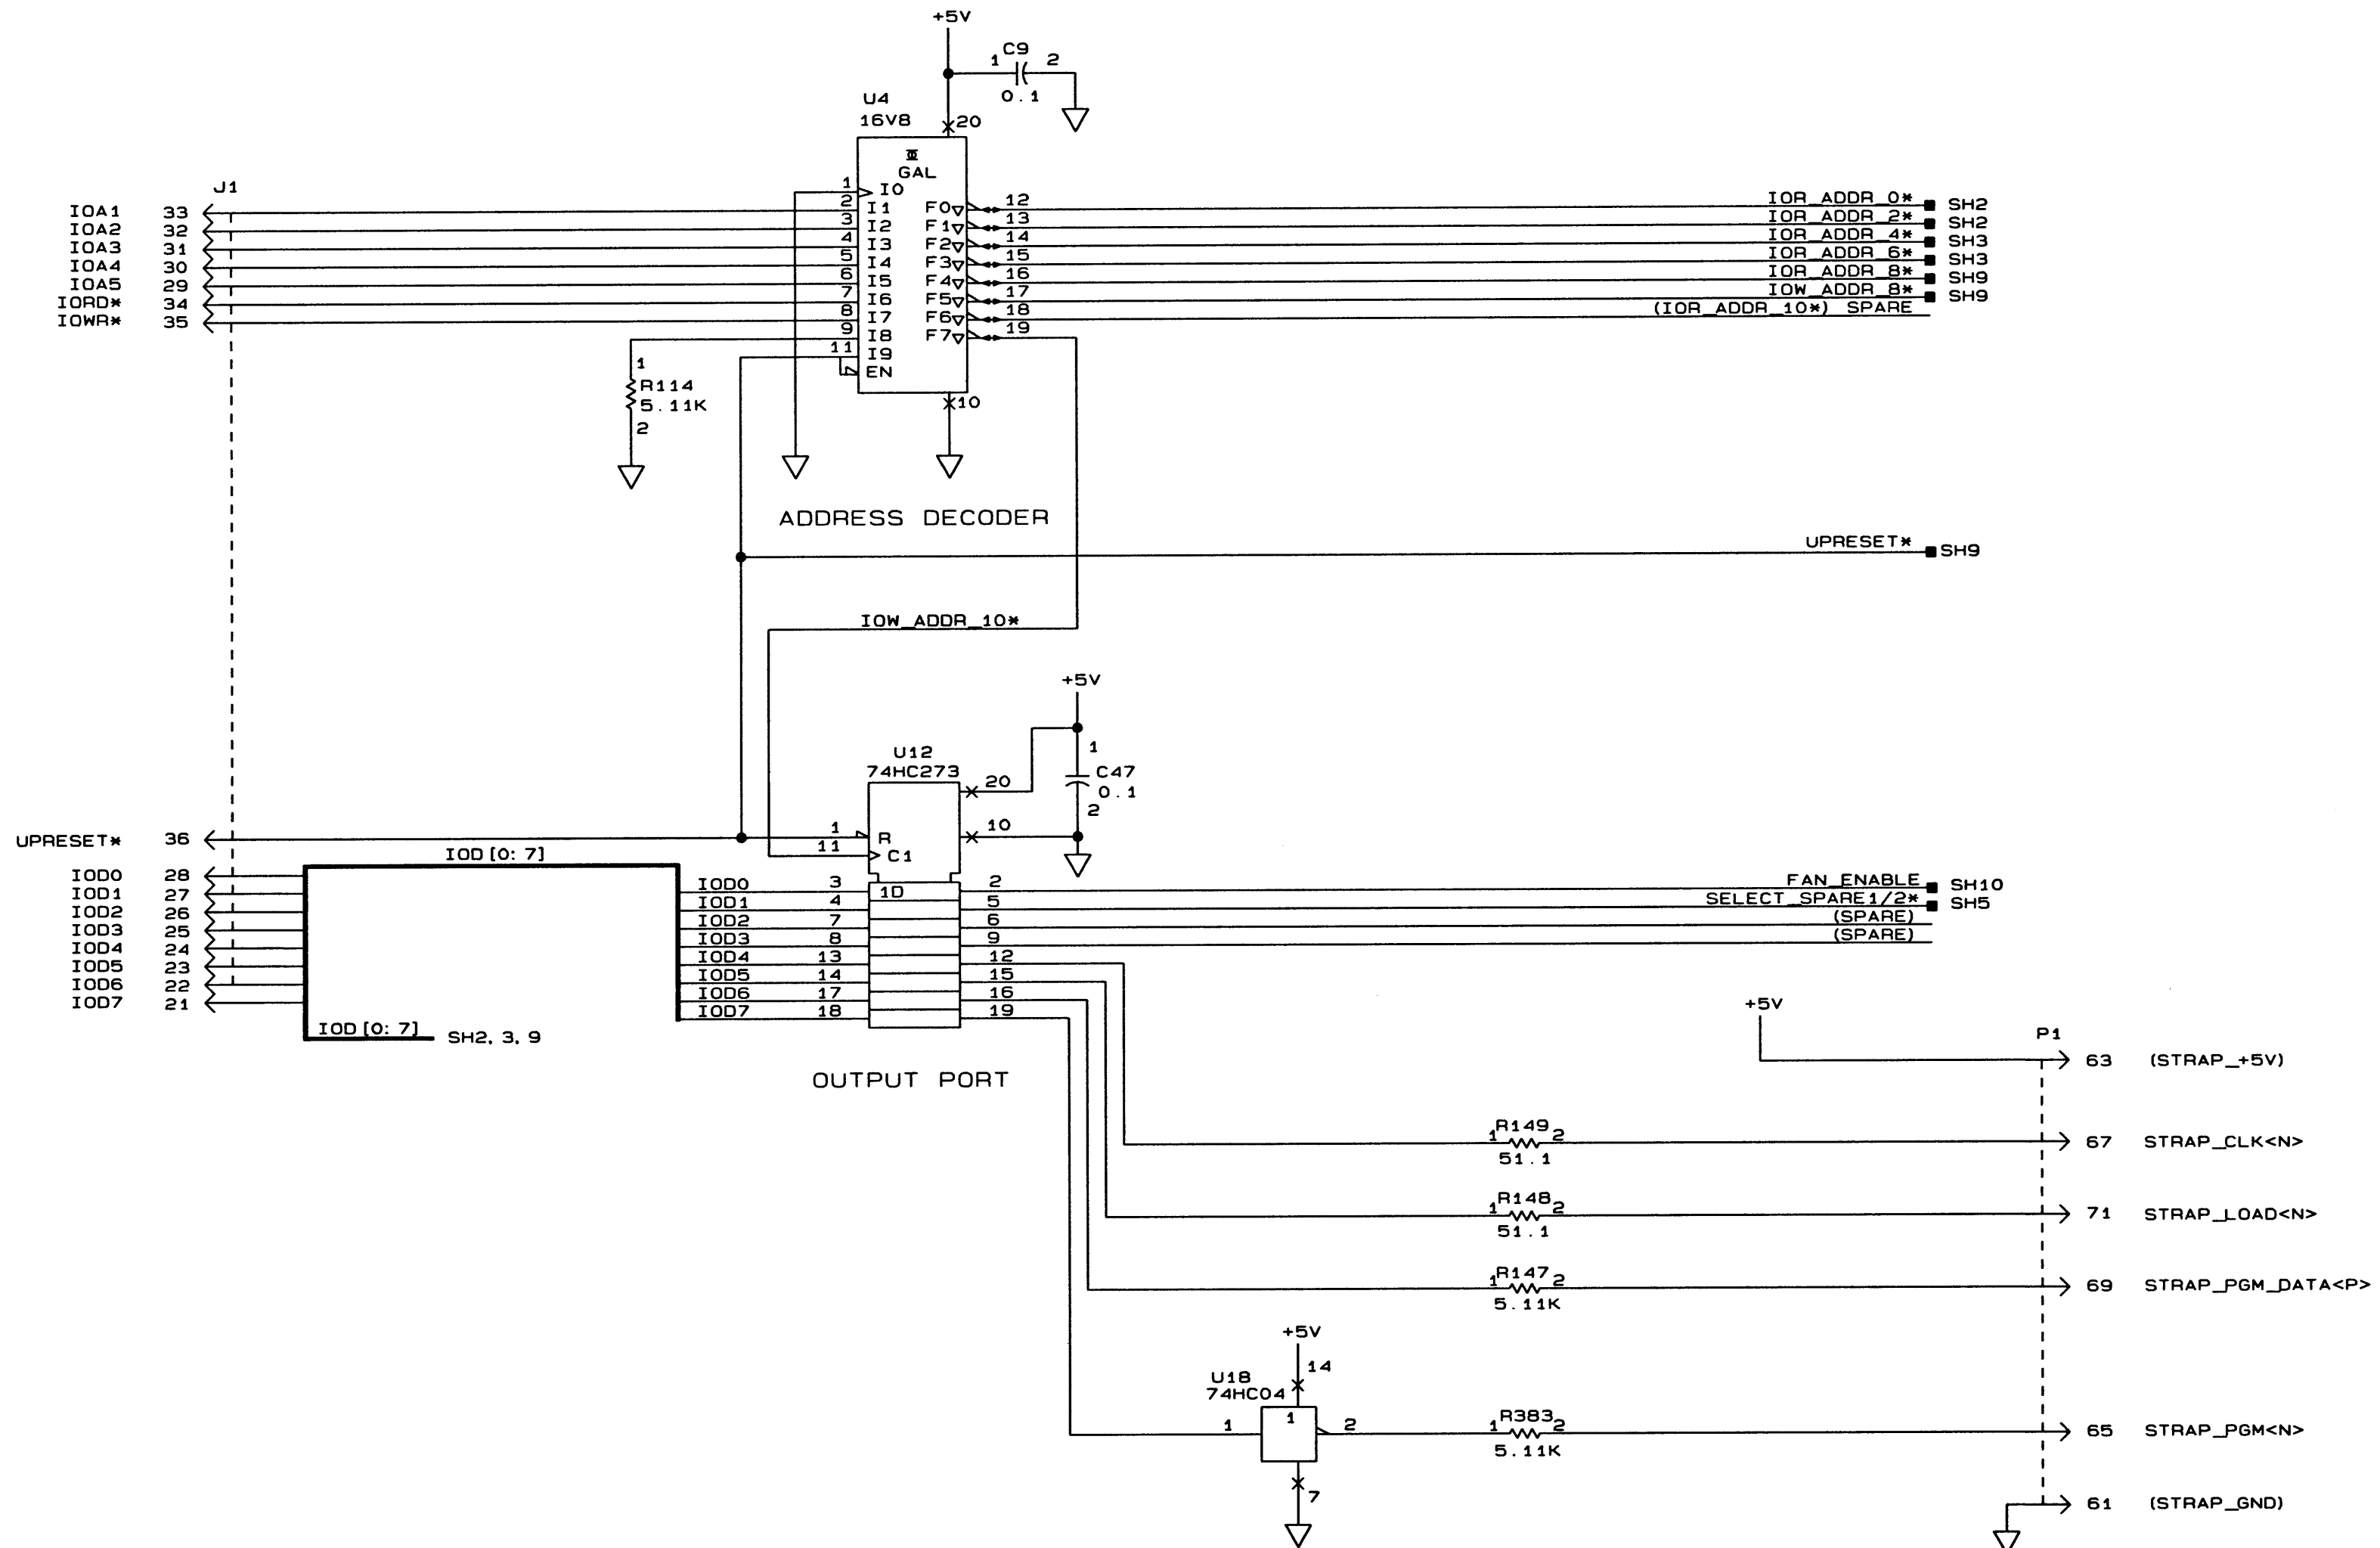 +5V
C9
1 2
0.1
U4
16V8
20
GAL
J1
IOA1 33
IOA2 32
IOA3 31
IOA4 30
IOA5 29
IORD* 34
IOWR* 35
1 I0
2 I1
3 I2
4 I3
5 I4
6 I5
7 I6
8 I7
9 I8
11 I9
EN
F0 12 IOR_ADDR_0* SH2
F1 13 IOR_ADDR_2* SH2
F2 14 IOR_ADDR_4* SH3
F3 15 IOR_ADDR_6* SH3
F4 16 IOR_ADDR_8* SH9
F5 17 IOW_ADDR_8* SH9
F6 18 (IOR_ADDR_10*) SPARE
F7 19
1
R114
5.11K
2
10
ADDRESS DECODER
UPRESET* SH9
IOW_ADDR_10*
+5V
U12
74HC273
20
1
C47
0.1
2
10
UPRESET* 36
1 R
11 C1
IOD[0:7]
IOD0 28
IOD1 27
IOD2 26
IOD3 25
IOD4 24
IOD5 23
IOD6 22
IOD7 21
IOD[0:7] SH2, 3, 9
IOD0 3 1D 2 FAN_ENABLE SH10
IOD1 4 5 SELECT_SPARE1/2* SH5
IOD2 7 6 (SPARE)
IOD3 8 9 (SPARE)
IOD4 13 12
IOD5 14 15
IOD6 17 16
IOD7 18 19
OUTPUT PORT
+5V
P1
63 (STRAP_+5V)
R149
1 2
51.1
67 STRAP_CLK<N>
R148
1 2
51.1
71 STRAP_LOAD<N>
R147
1 2
5.11K
69 STRAP_PGM_DATA<P>
+5V
14
U18
74HC04
1 1 2
7
R383
1 2
5.11K
65 STRAP_PGM<N>
61 (STRAP_GND)